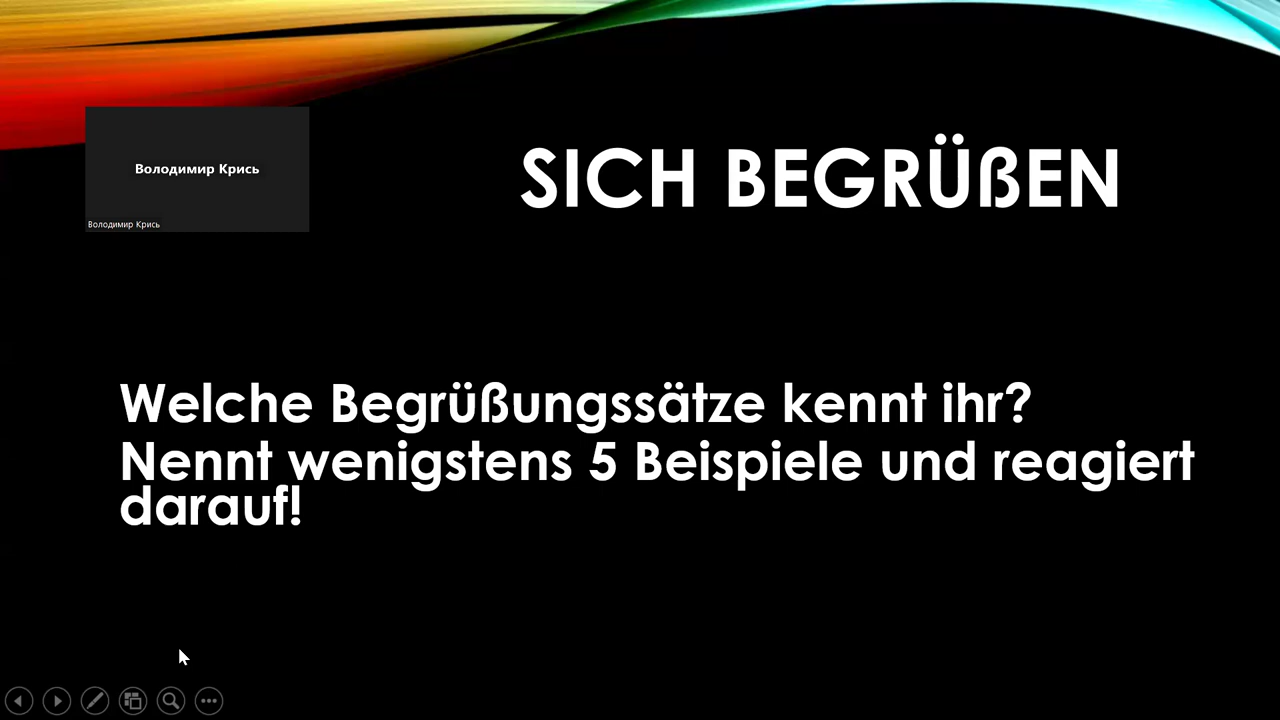 Володимир Крись
Володимир Крись
SICH BEGRÜßEN
Welche Begrüßungssätze kennt ihr?
Nennt wenigstens 5 Beispiele und reagiert
darauf!